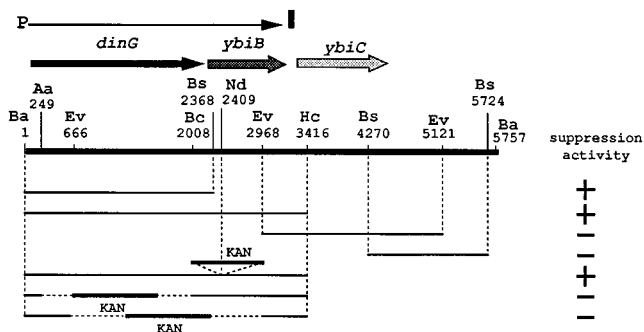 P
dinG ybiB ybiC
Aa Bs Nd Bs
249 2368 2409 5724
Ba Ev Bc Ev Hc Bs Ev Ba
1 666 2008 2968 3416 4270 5121 5757
suppression
activity
+
+
−
−
KAN
+
−
KAN
−
KAN